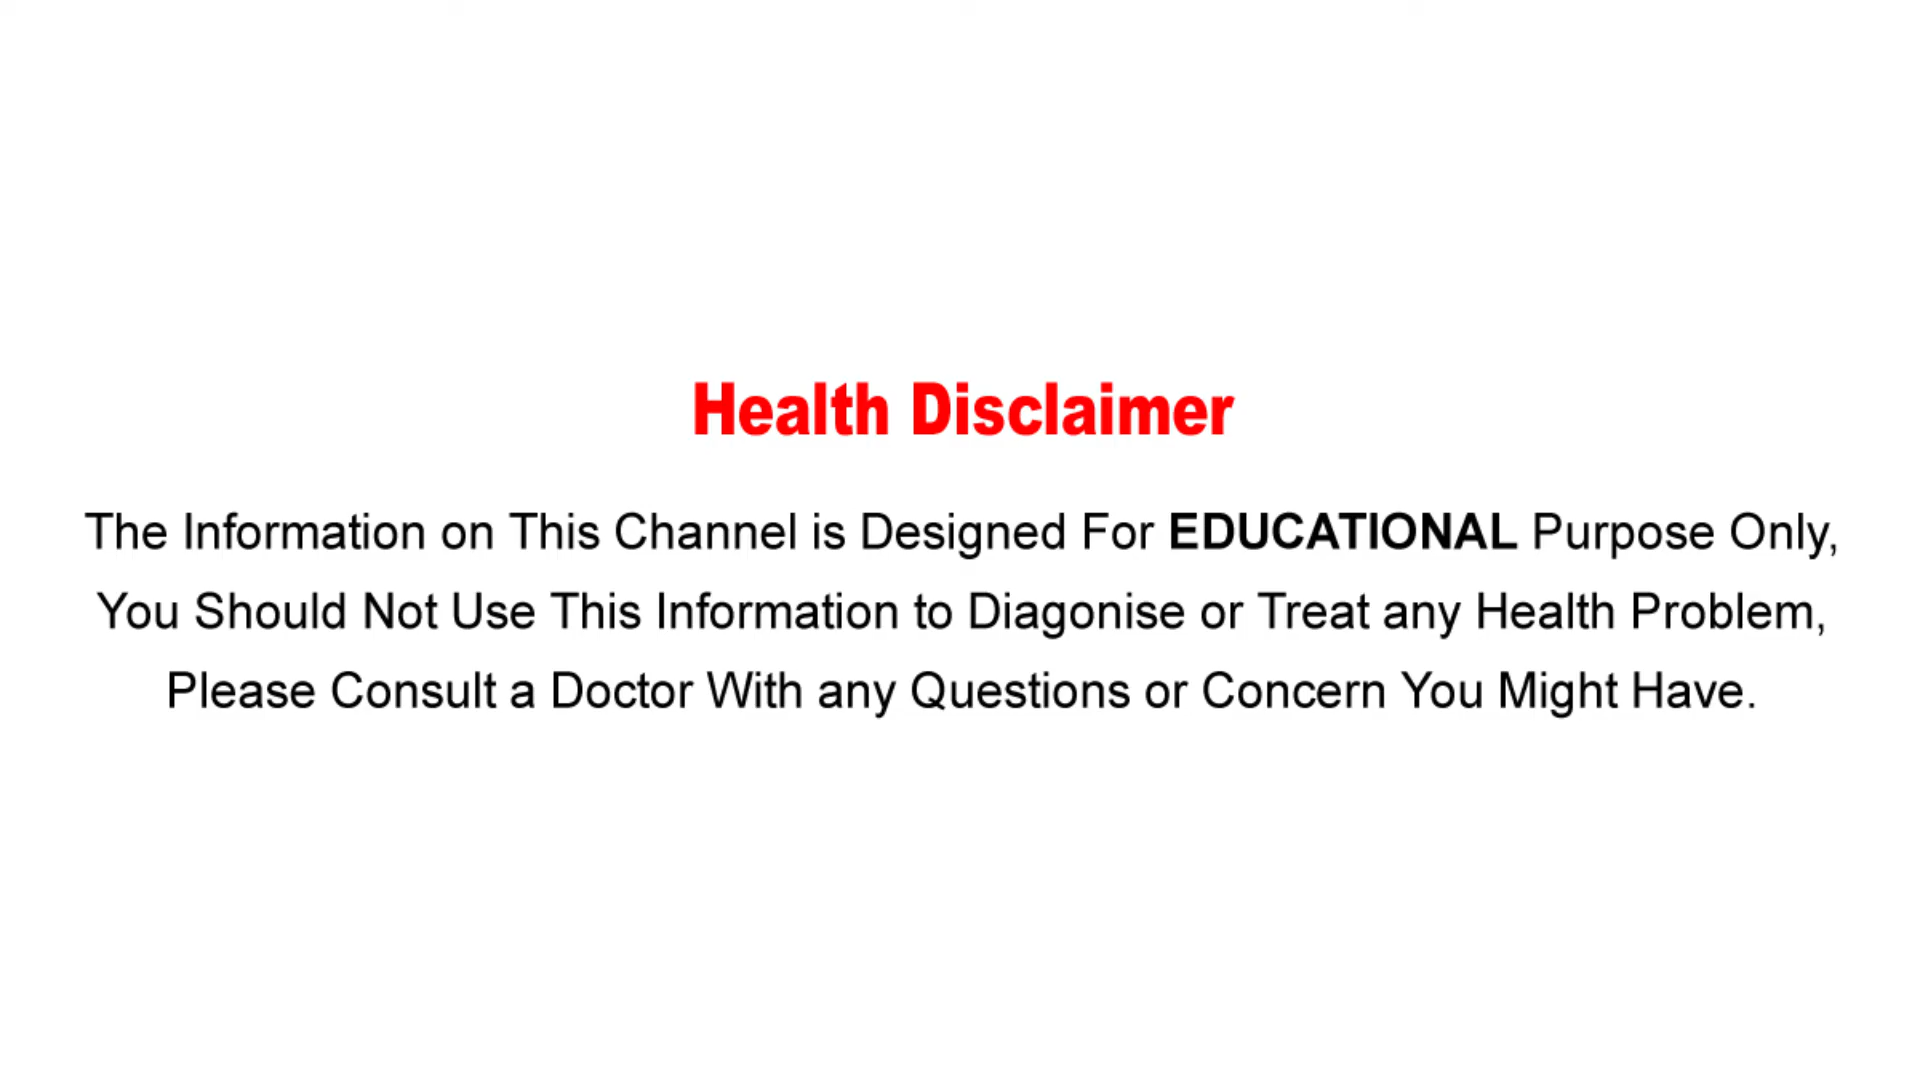 Health Disclaimer
The Information on This Channel is Designed For EDUCATIONAL Purpose Only,
You Should Not Use This Information to Diagonise or Treat any Health Problem,
Please Consult a Doctor With any Questions or Concern You Might Have.